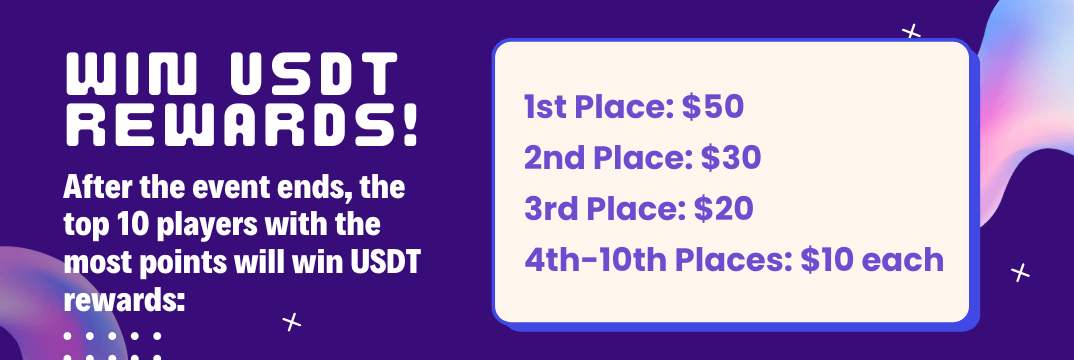 WIN USDT
REWARDS!
After the event ends, the
top 10 players with the
most points will win USDT
rewards:
1st Place: $50
2nd Place: $30
3rd Place: $20
4th-10th Places: $10 each